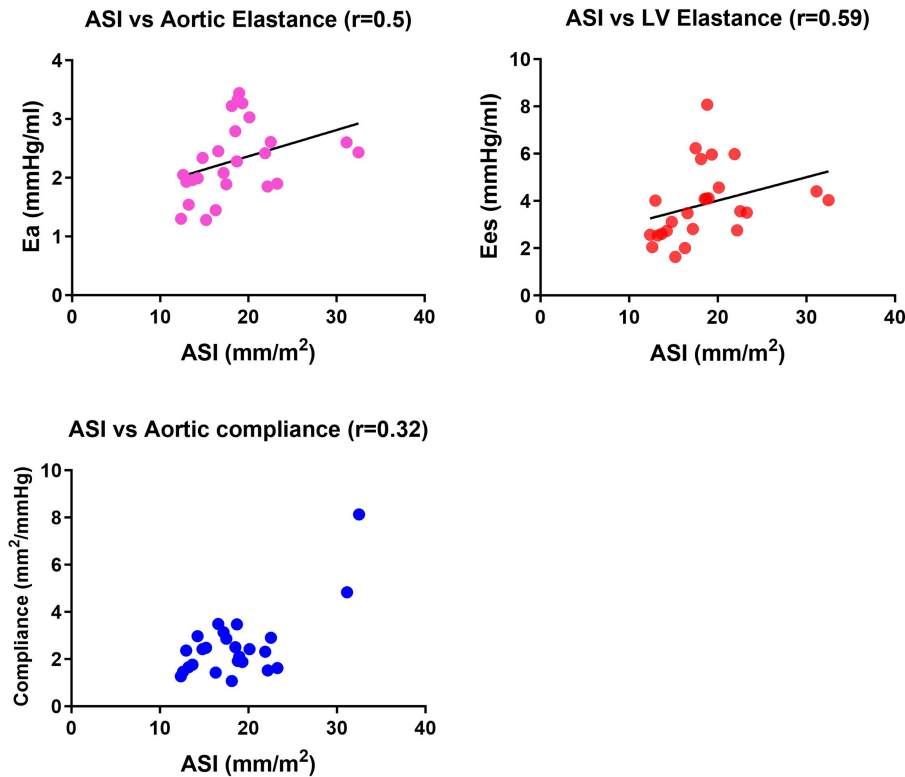 ASI vs Aortic Elastance (r=0.5)
Ea (mmHg/ml)
4
3
2
1
0
0 10 20 30 40
ASI (mm/m²)
ASI vs LV Elastance (r=0.59)
Ees (mmHg/ml)
10
8
6
4
2
0
0 10 20 30 40
ASI (mm/m²)
ASI vs Aortic compliance (r=0.32)
Compliance (mm²/mmHg)
10
8
6
4
2
0
0 10 20 30 40
ASI (mm/m²)